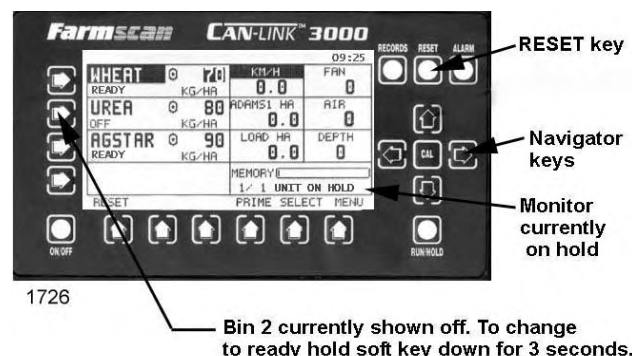 Farmscan CAN-LINK™ 3000
RECORDS RESET ALARM
RESET key
09:25
WHEAT 70
READY KG/HA
KM/H
0.0
FAN
0
UREA 80
OFF KG/HA
ADAMS1 HA
0.0
AIR
0
AGSTAR 90
READY KG/HA
LOAD HA
0.0
DEPTH
0
MEMORY
1/ 1 UNIT ON HOLD
RESET PRIME SELECT MENU
CAL
Navigator
keys
Monitor
currently
on hold
ON/OFF
RUN/HOLD
1726
Bin 2 currently shown off. To change
to ready hold soft key down for 3 seconds.